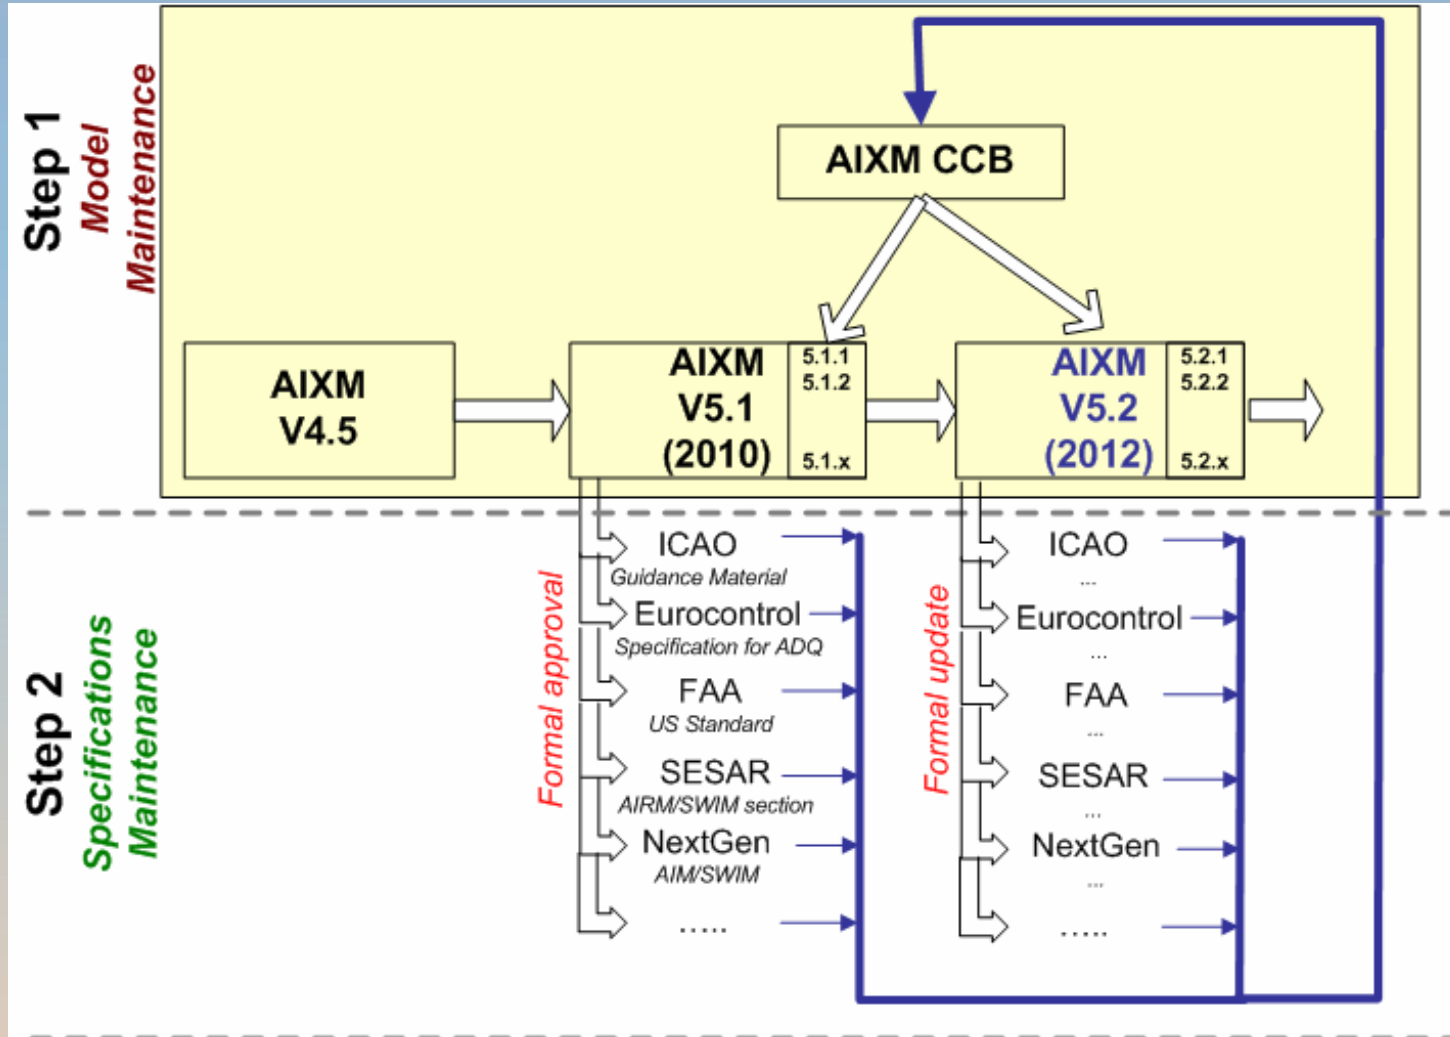 Step 1
Model
Maintenance
AIXM CCB
AIXM
V4.5
AIXM
V5.1
(2010)
5.1.1
5.1.2
5.1.x
AIXM
V5.2
(2012)
5.2.1
5.2.2
5.2.x
Step 2
Specifications
Maintenance
Formal approval
ICAO
Guidance Material
Eurocontrol
Specification for ADQ
FAA
US Standard
SESAR
AIRM/SWIM section
NextGen
AIM/SWIM
.....
Formal update
ICAO
...
Eurocontrol
...
FAA
...
SESAR
...
NextGen
...
.....